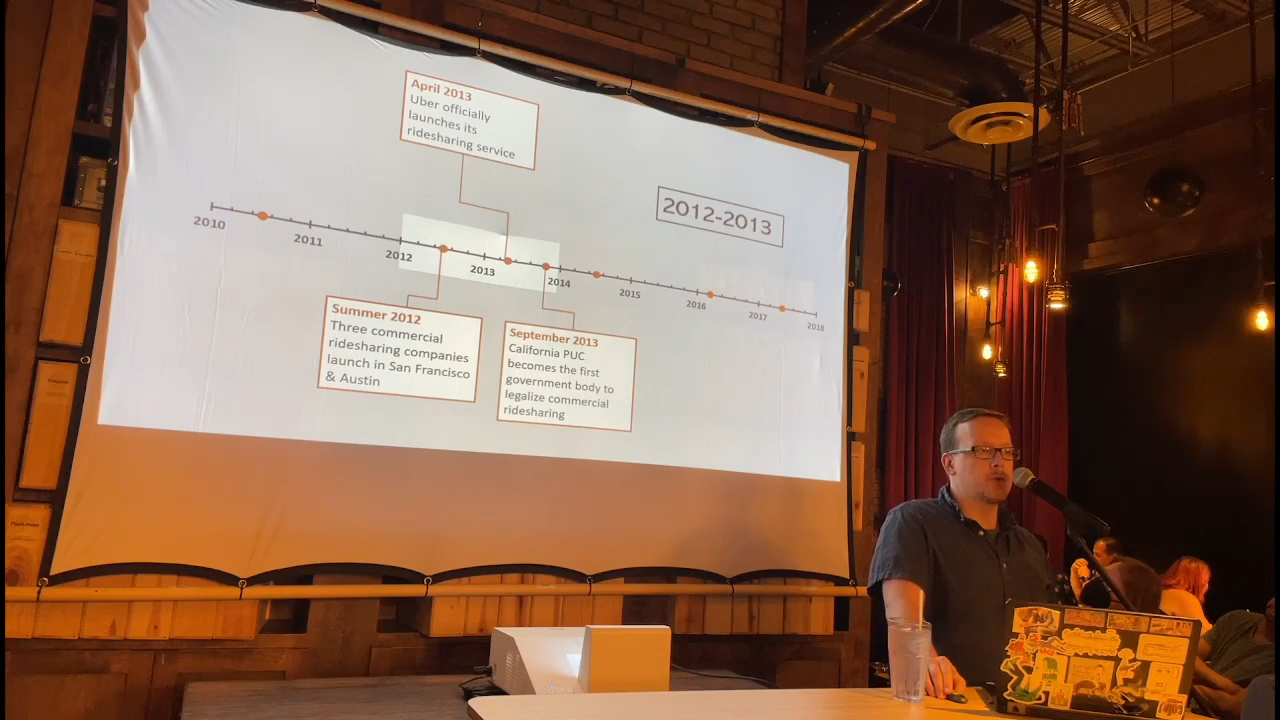 April 2013
Uber officially
launches its
ridesharing service
2012-2013
2010
2011
2012
2013
2014
2015
2016
2017
2018
Summer 2012
Three commercial
ridesharing companies
launch in San Francisco
& Austin
September 2013
California PUC
becomes the first
government body to
legalize commercial
ridesharing